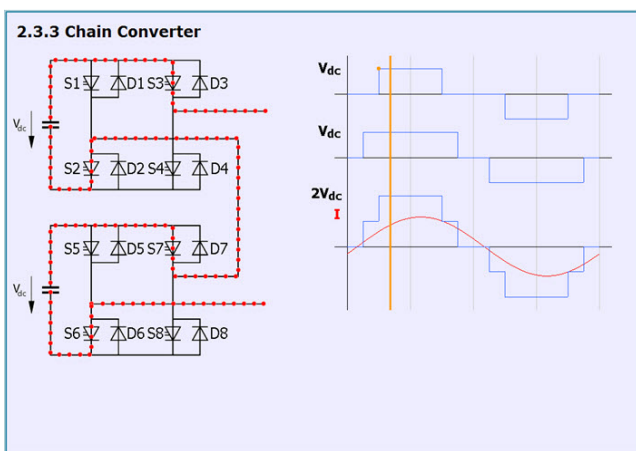 2.3.3 Chain Converter
S1 D1 S3 D3
Vdc
S2 D2 S4 D4
S5 D5 S7 D7
Vdc
S6 D6 S8 D8
Vdc
Vdc
2Vdc
I